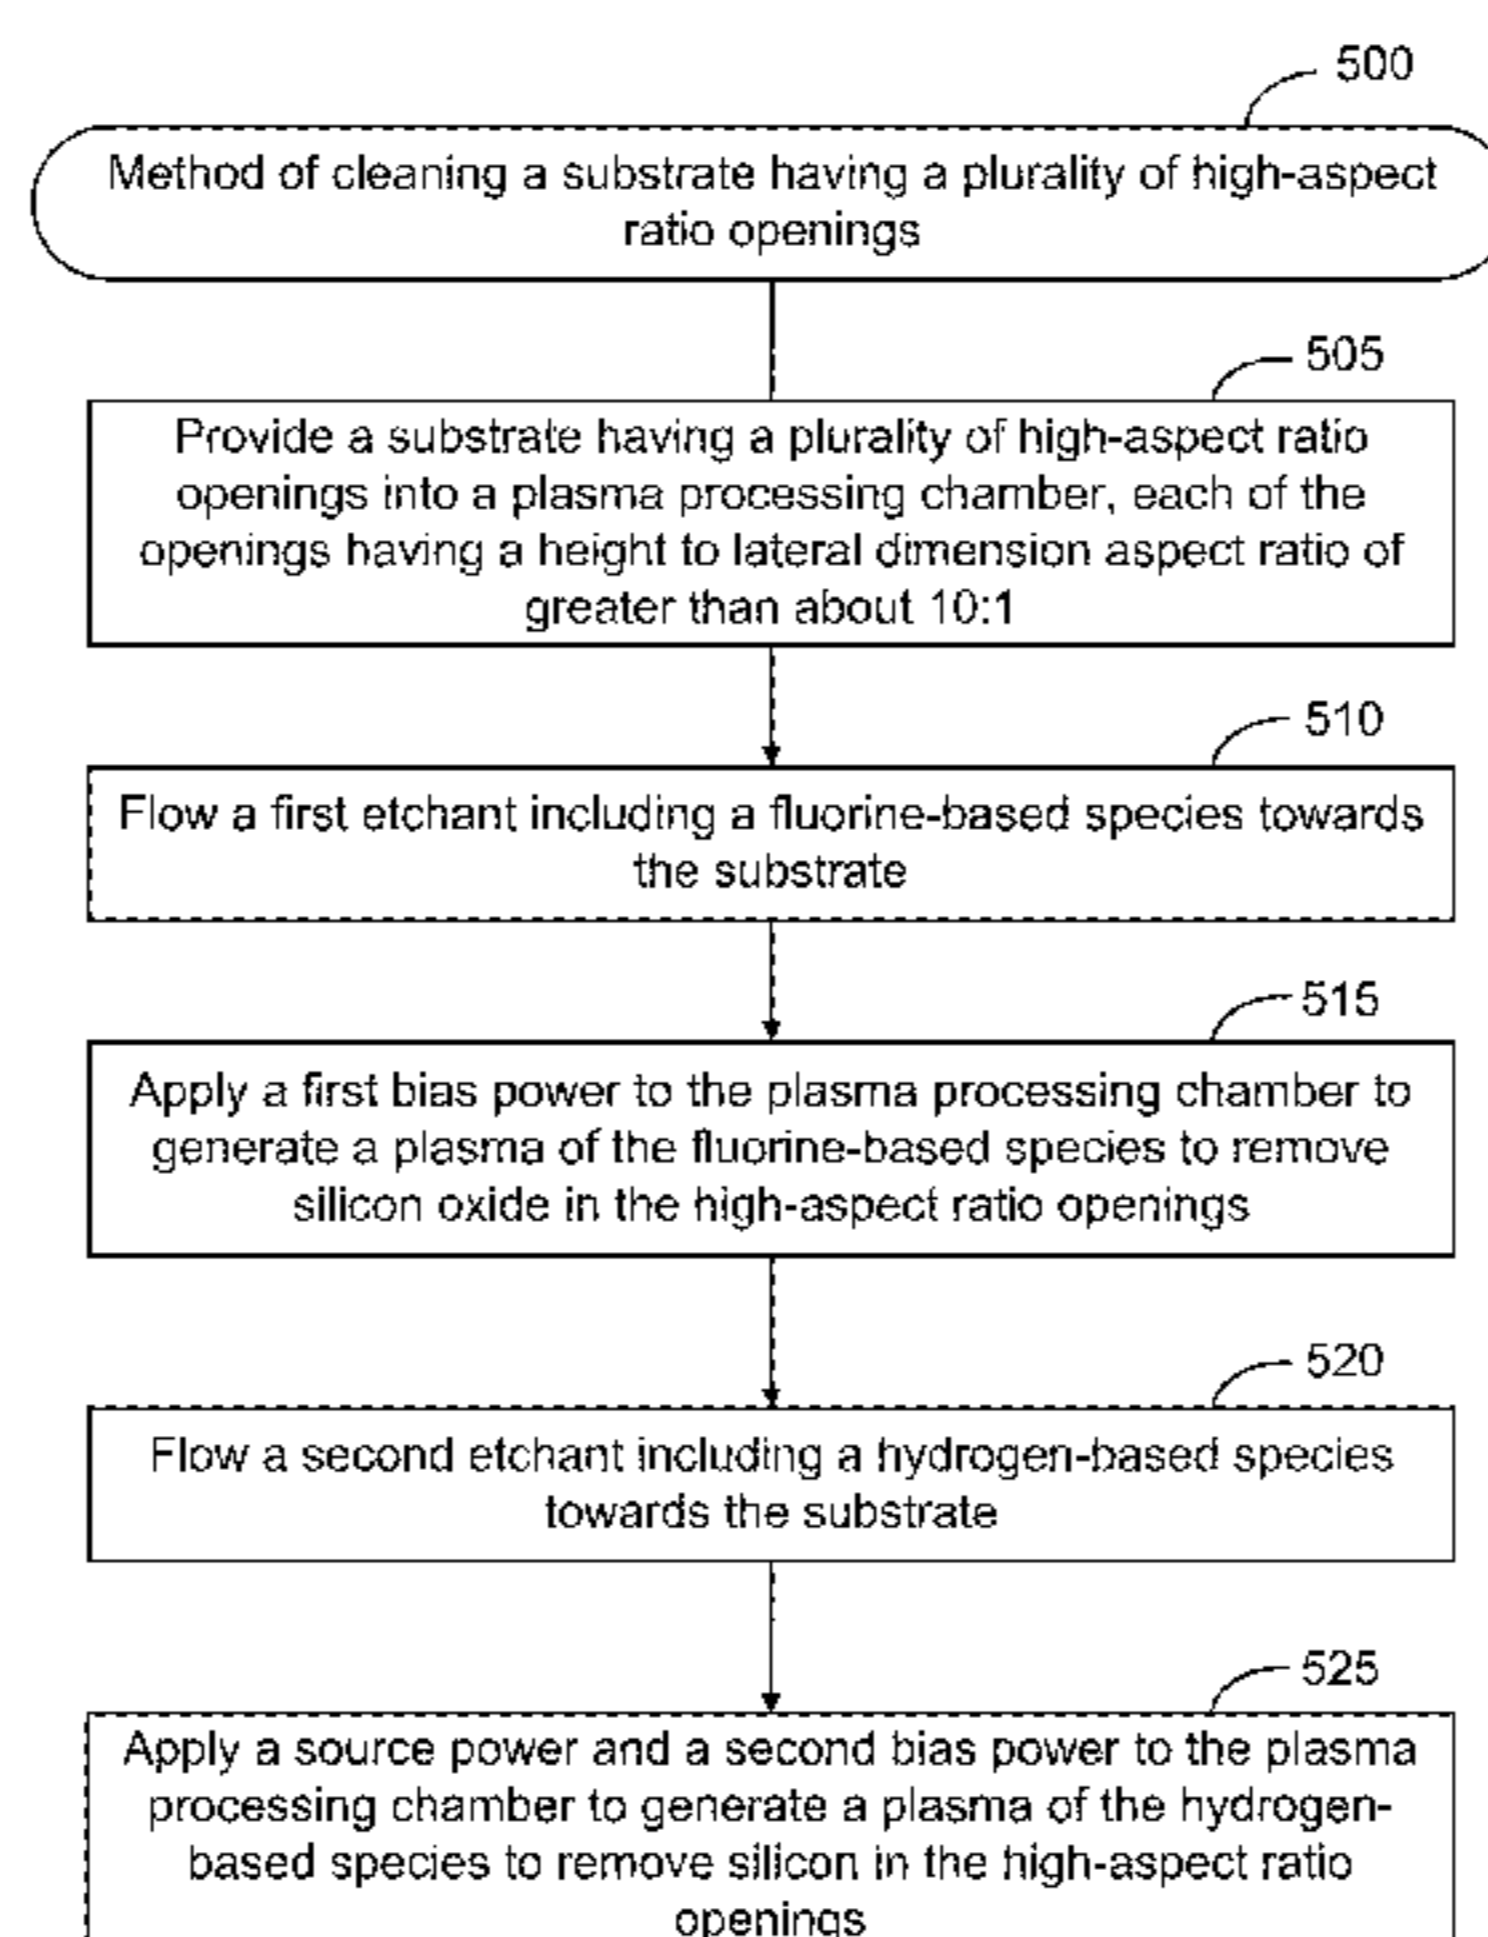 500
Method of cleaning a substrate having a plurality of high-aspect
ratio openings
505
Provide a substrate having a plurality of high-aspect ratio
openings into a plasma processing chamber, each of the
openings having a height to lateral dimension aspect ratio of
greater than about 10:1
510
Flow a first etchant including a fluorine-based species towards
the substrate
515
Apply a first bias power to the plasma processing chamber to
generate a plasma of the fluorine-based species to remove
silicon oxide in the high-aspect ratio openings
520
Flow a second etchant including a hydrogen-based species
towards the substrate
525
Apply a source power and a second bias power to the plasma
processing chamber to generate a plasma of the hydrogen-
based species to remove silicon in the high-aspect ratio
openings